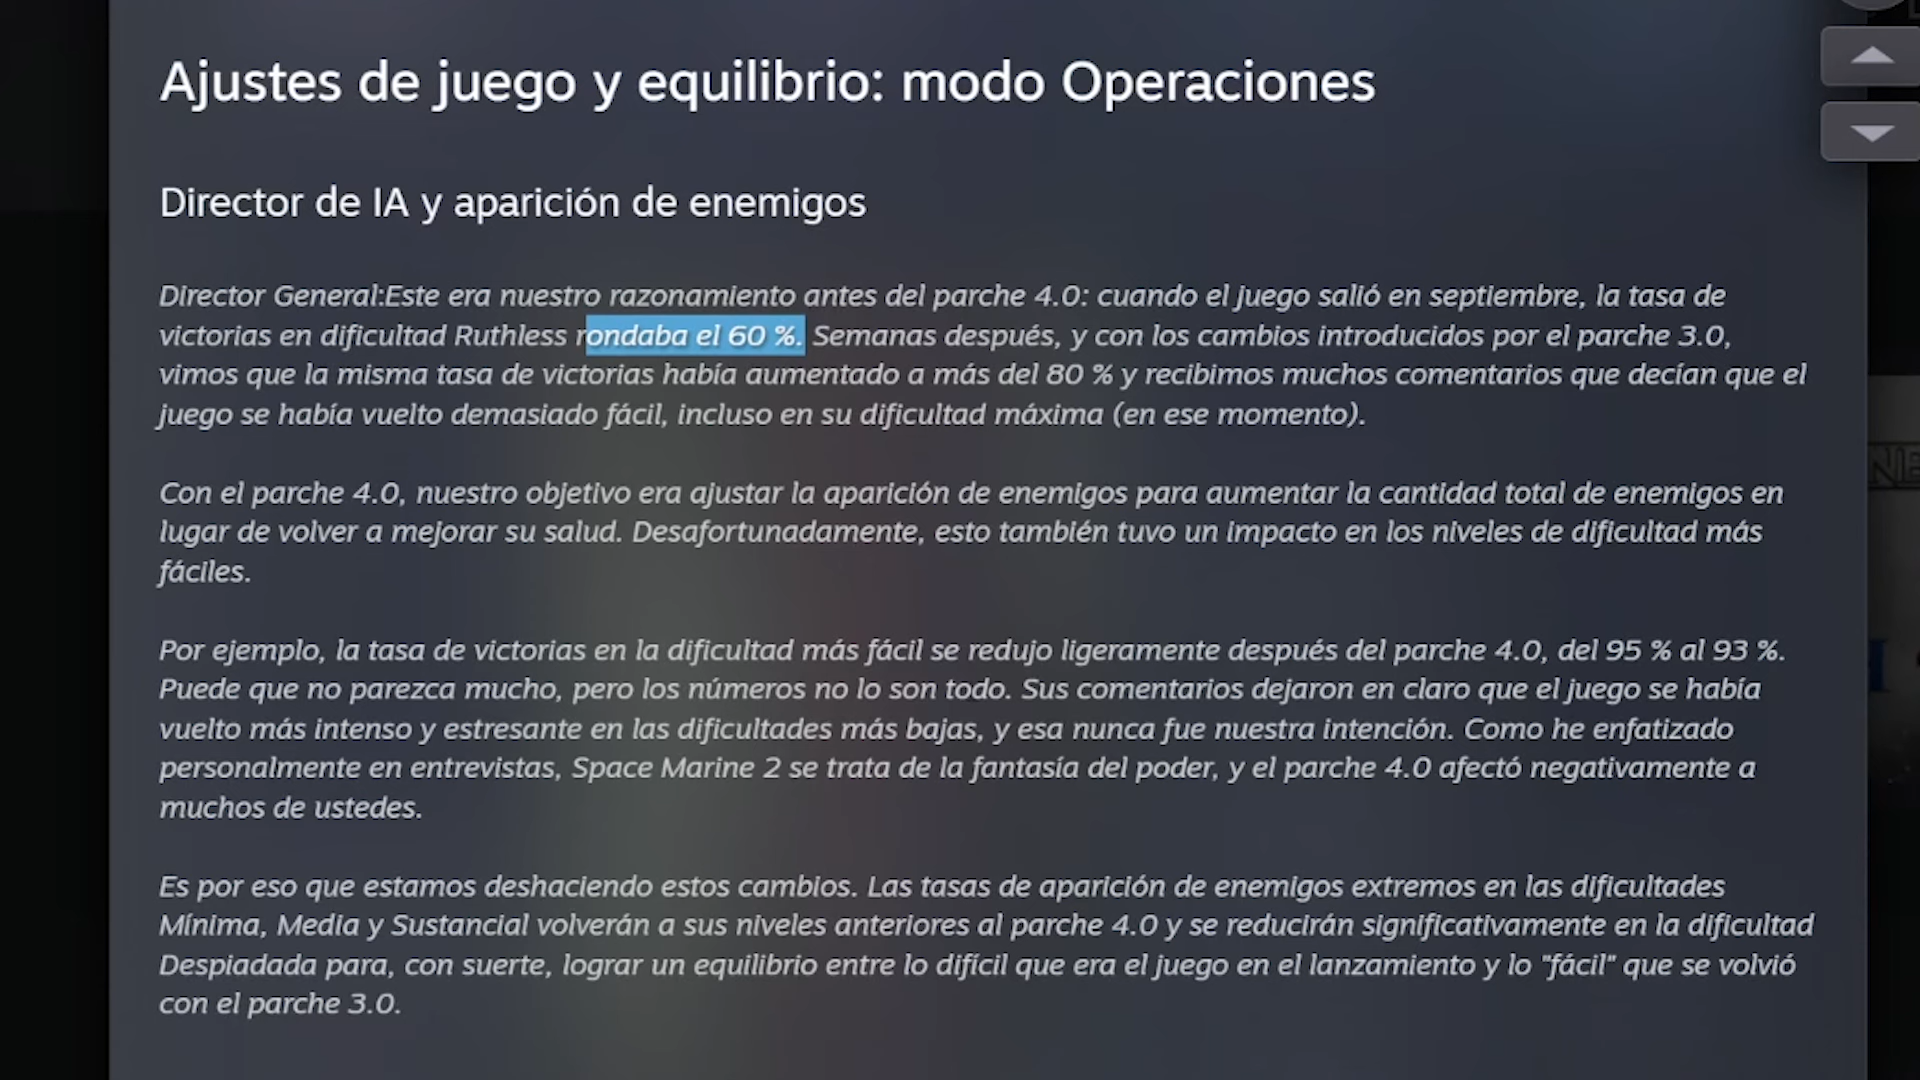 Ajustes de juego y equilibrio: modo Operaciones
Director de IA y aparición de enemigos
Director General:Este era nuestro razonamiento antes del parche 4.0: cuando el juego salió en septiembre, la tasa de
victorias en dificultad Ruthless rondaba el 60 %. Semanas después, y con los cambios introducidos por el parche 3.0,
vimos que la misma tasa de victorias había aumentado a más del 80 % y recibimos muchos comentarios que decían que el
juego se había vuelto demasiado fácil, incluso en su dificultad máxima (en ese momento).
Con el parche 4.0, nuestro objetivo era ajustar la aparición de enemigos para aumentar la cantidad total de enemigos en
lugar de volver a mejorar su salud. Desafortunadamente, esto también tuvo un impacto en los niveles de dificultad más
fáciles.
Por ejemplo, la tasa de victorias en la dificultad más fácil se redujo ligeramente después del parche 4.0, del 95 % al 93 %.
Puede que no parezca mucho, pero los números no lo son todo. Sus comentarios dejaron en claro que el juego se había
vuelto más intenso y estresante en las dificultades más bajas, y esa nunca fue nuestra intención. Como he enfatizado
personalmente en entrevistas, Space Marine 2 se trata de la fantasía del poder, y el parche 4.0 afectó negativamente a
muchos de ustedes.
Es por eso que estamos deshaciendo estos cambios. Las tasas de aparición de enemigos extremos en las dificultades
Mínima, Media y Sustancial volverán a sus niveles anteriores al parche 4.0 y se reducirán significativamente en la dificultad
Despiadada para, con suerte, lograr un equilibrio entre lo difícil que era el juego en el lanzamiento y lo "fácil" que se volvió
con el parche 3.0.